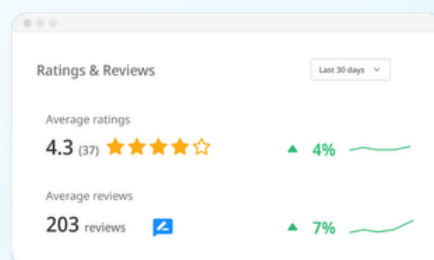 Ratings & Reviews
Last 30 days
Average ratings
4.3 (37)
4%
Average reviews
203 reviews
7%